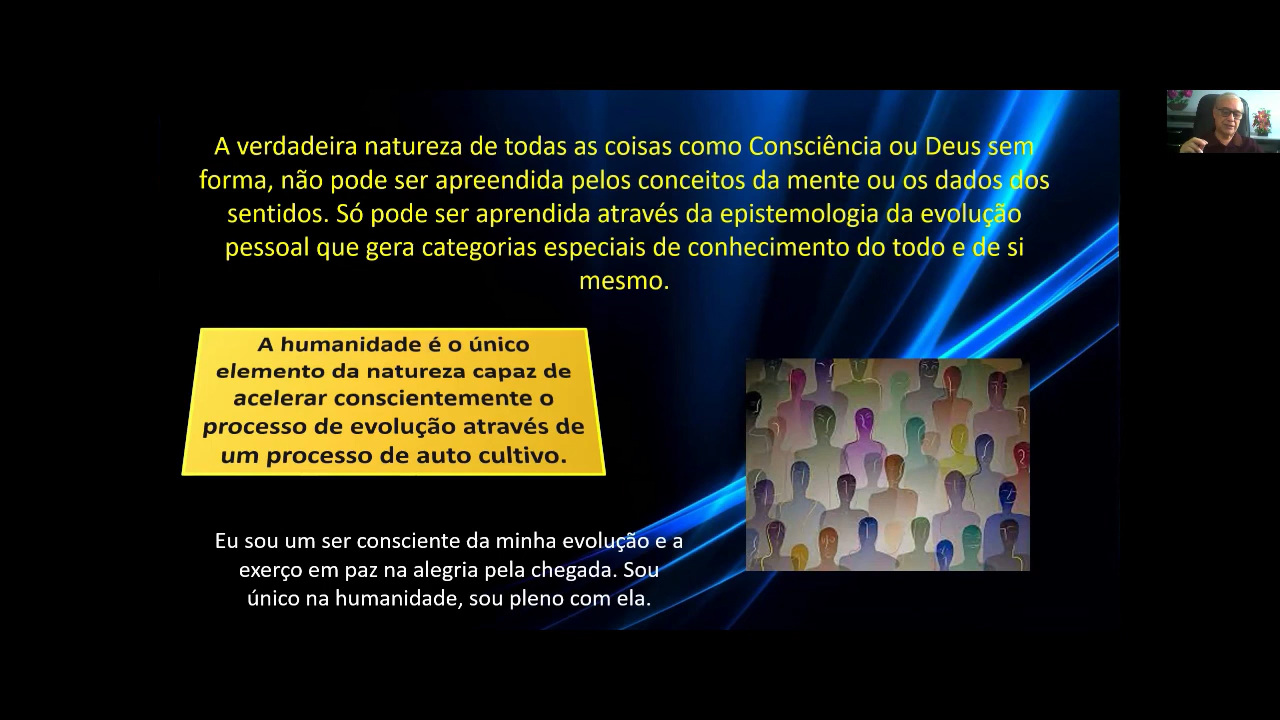 A verdadeira natureza de todas as coisas como Consciência ou Deus sem
forma, não pode ser apreendida pelos conceitos da mente ou os dados dos
sentidos. Só pode ser aprendida através da epistemologia da evolução
pessoal que gera categorias especiais de conhecimento do todo e de si
mesmo.
A humanidade é o único
elemento da natureza capaz de
acelerar conscientemente o
processo de evolução através de
um processo de auto cultivo.
Eu sou um ser consciente da minha evolução e a
exerço em paz na alegria pela chegada. Sou
único na humanidade, sou pleno com ela.